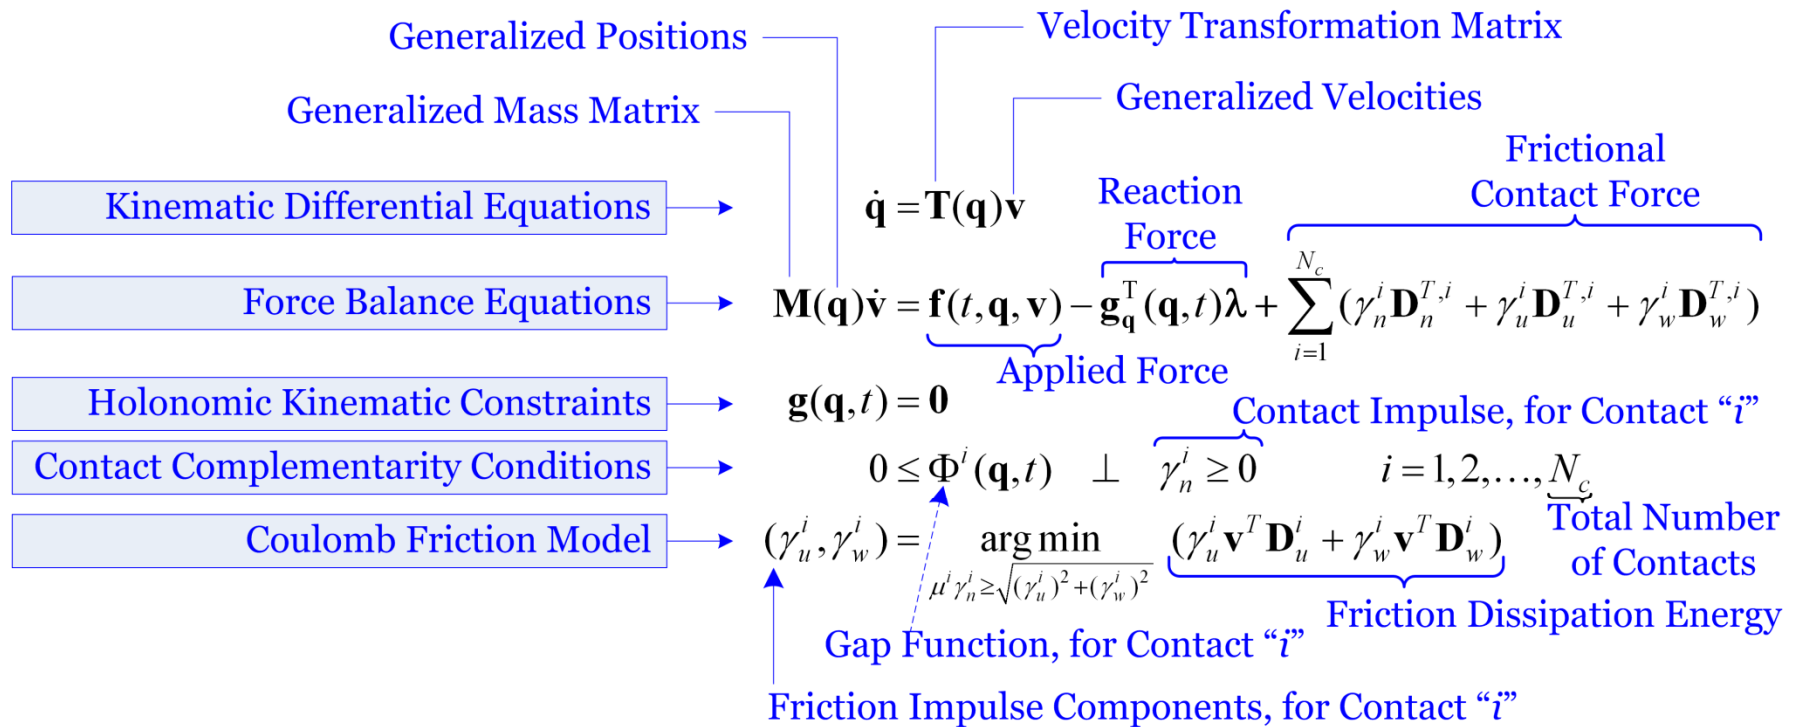 Generalized Positions
Velocity Transformation Matrix
Generalized Mass Matrix
Generalized Velocities
Frictional
Contact Force
Reaction
Force
Kinematic Differential Equations
q̇ = T(q)v
Force Balance Equations
M(q)v̇ = f(t,q,v) − g_q^T(q,t)λ + ∑_{i=1}^{N_c}(γ_n^i D_n^{T,i} + γ_u^i D_u^{T,i} + γ_w^i D_w^{T,i})
Applied Force
Holonomic Kinematic Constraints
g(q,t) = 0
Contact Impulse, for Contact “i”
Contact Complementarity Conditions
0 ≤ Φ^i(q,t) ⊥ γ_n^i ≥ 0 i = 1,2,…,N_c
Total Number
of Contacts
Coulomb Friction Model
(γ_u^i, γ_w^i) = arg min_{μ^i γ_n^i ≥ √((γ_u^i)^2 + (γ_w^i)^2)} (γ_u^i v^T D_u^i + γ_w^i v^T D_w^i)
Friction Dissipation Energy
Gap Function, for Contact “i”
Friction Impulse Components, for Contact “i”